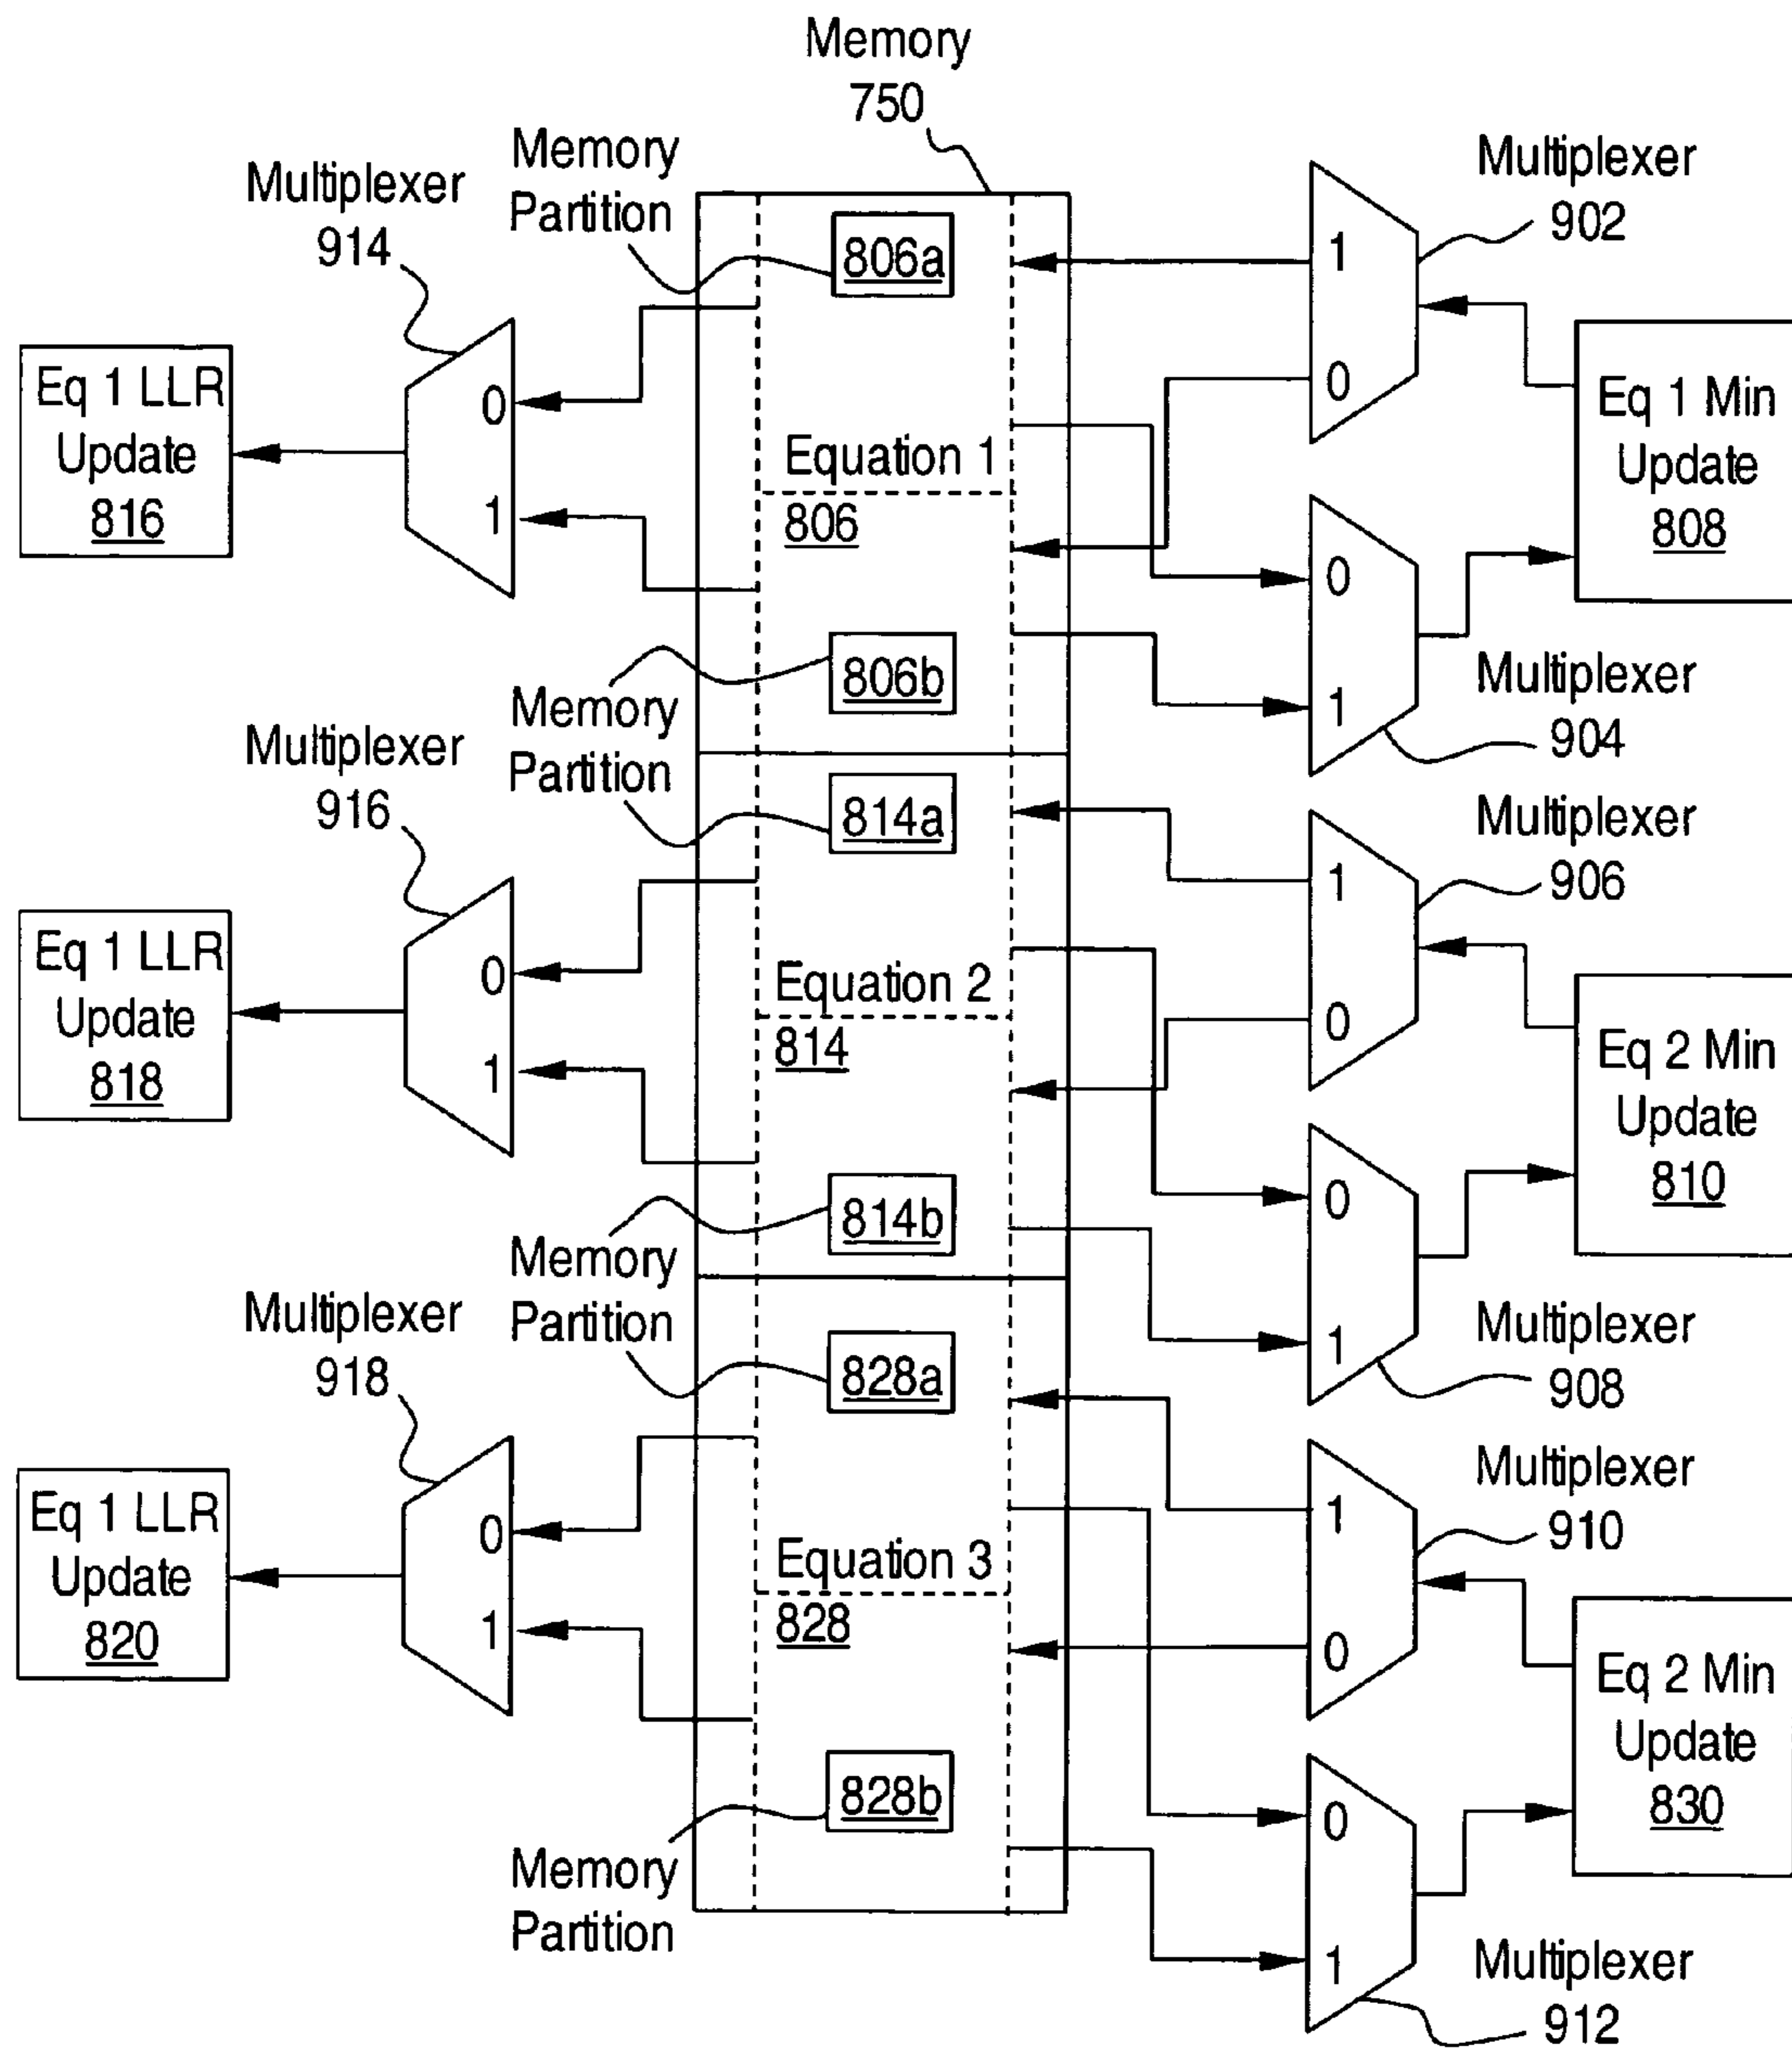 Memory
750
Memory
Partition
Multiplexer
914
Multiplexer
902
806a
1
0
Eq 1 LLR
Update
816
0
1
Equation 1
806
Eq 1 Min
Update
808
0
1
Multiplexer
904
806b
Memory
Partition
Multiplexer
916
814a
Multiplexer
906
1
0
Eq 1 LLR
Update
818
0
1
Equation 2
814
Eq 2 Min
Update
810
0
1
Multiplexer
908
814b
Memory
Partition
Multiplexer
918
828a
Multiplexer
910
1
0
Eq 1 LLR
Update
820
0
1
Equation 3
828
Eq 2 Min
Update
830
0
1
828b
Memory
Partition
Multiplexer
912